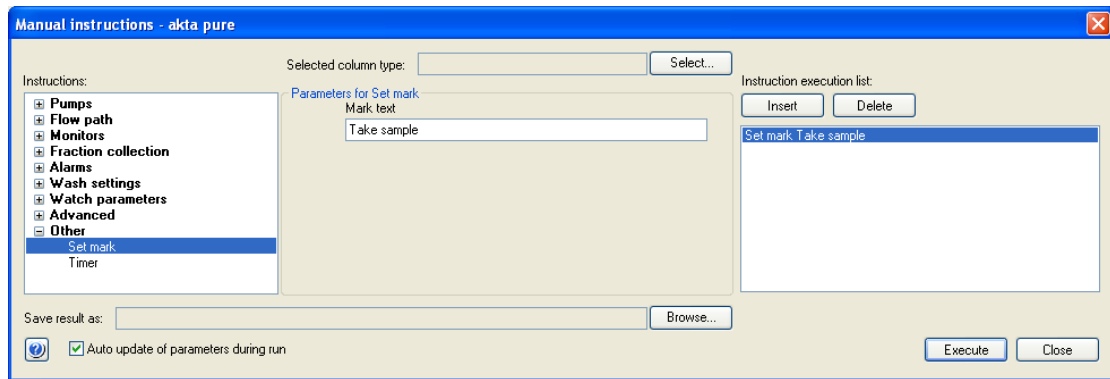 Manual instructions - akta pure
Selected column type:
Select...
Instructions:
Pumps
Flow path
Monitors
Fraction collection
Alarms
Wash settings
Watch parameters
Advanced
Other
Set mark
Timer
Parameters for Set mark
Mark text
Take sample
Instruction execution list:
Insert
Delete
Set mark Take sample
Save result as:
Browse...
Auto update of parameters during run
Execute
Close